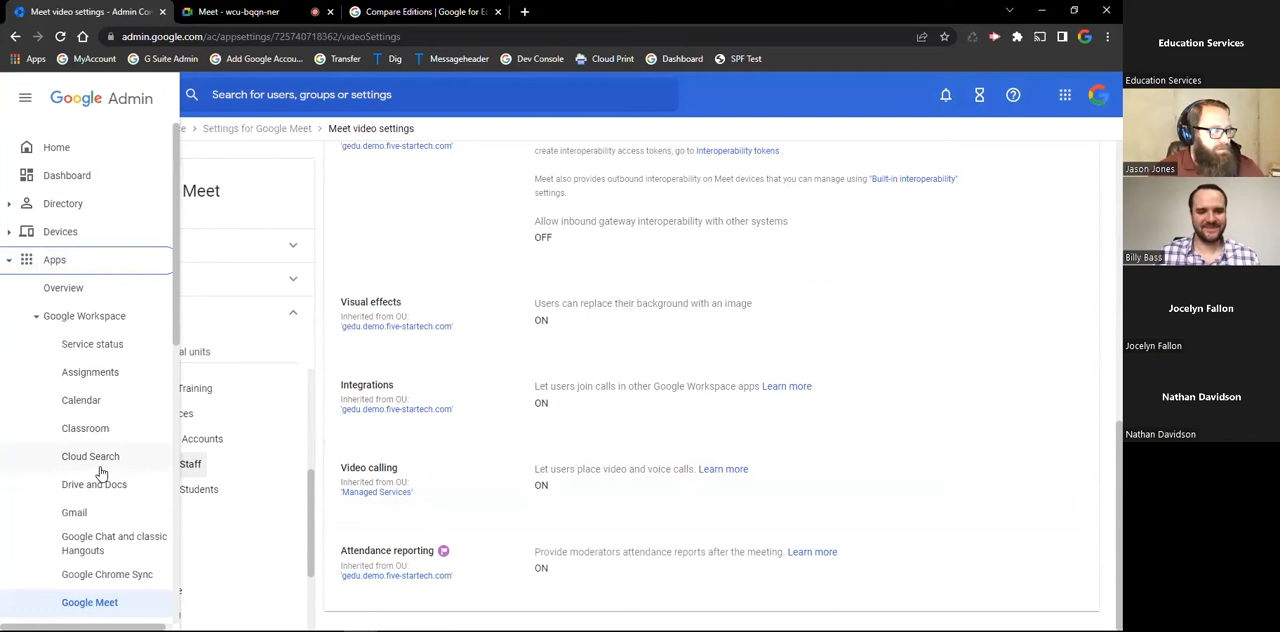 Meet video settings - Admin Con
Meet - wcu-bqqn-ner
Compare Editions | Google for Ed
admin.google.com/ac/appsettings/725740718362/videoSettings
Apps
MyAccount
G Suite Admin
Add Google Accou...
Transfer
Dig
Messageheader
Dev Console
Cloud Print
Dashboard
SPF Test
Google Admin
Search for users, groups or settings
Settings for Google Meet
Meet video settings
Home
Dashboard
Directory
Devices
Apps
Overview
Google Workspace
Service status
Assignments
Calendar
Classroom
Cloud Search
Drive and Docs
Gmail
Google Chat and classic
Hangouts
Google Chrome Sync
Google Meet
Meet
al units
Training
ces
Accounts
Staff
Students
'gedu.demo.five-startech.com'
create interoperability access tokens, go to Interoperability tokens .
Meet also provides outbound interoperability on Meet devices that you can manage using "Built-in interoperability"
settings.
Allow inbound gateway interoperability with other systems
OFF
Visual effects
Inherited from OU:
'gedu.demo.five-startech.com'
Users can replace their background with an image
ON
Integrations
Inherited from OU:
'gedu.demo.five-startech.com'
Let users join calls in other Google Workspace apps Learn more
ON
Video calling
Inherited from OU:
'Managed Services'
Let users place video and voice calls. Learn more
ON
Attendance reporting
Inherited from OU:
'gedu.demo.five-startech.com'
Provide moderators attendance reports after the meeting. Learn more
ON
Education Services
Education Services
Jason Jones
Billy Bass
Jocelyn Fallon
Jocelyn Fallon
Nathan Davidson
Nathan Davidson